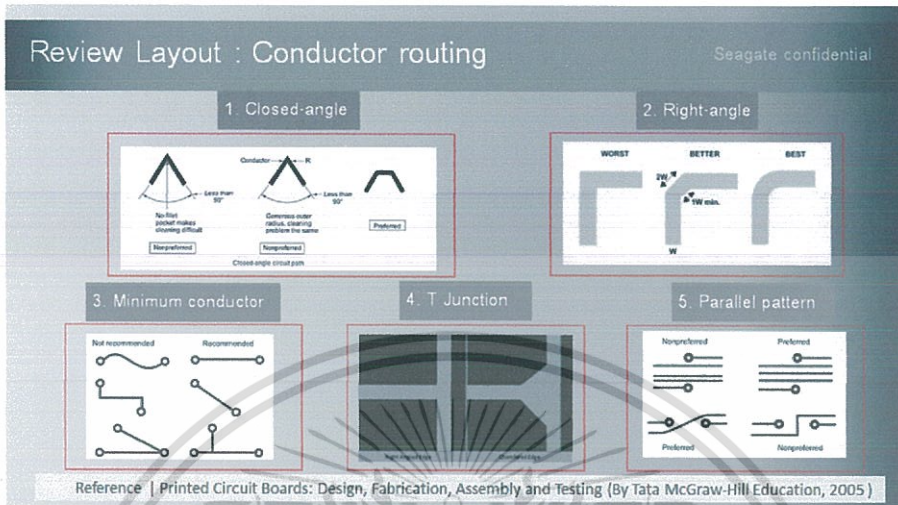 Review Layout : Conductor routing
Seagate confidential
1. Closed-angle
Conductor
R
Less than
90°
Less than
90°
No fillet
pocket makes
cleaning difficult
Generous outer
radius, cleaning
problem the same
Preferred
Nonpreferred
Nonpreferred
Closed-angle circuit path
2. Right-angle
WORST
BETTER
BEST
2W
1W min.
W
3. Minimum conductor
Not recommended
Recommended
4. T Junction
5. Parallel pattern
Nonpreferred
Preferred
Preferred
Nonpreferred
Reference | Printed Circuit Boards: Design, Fabrication, Assembly and Testing (By Tata McGraw-Hill Education, 2005)